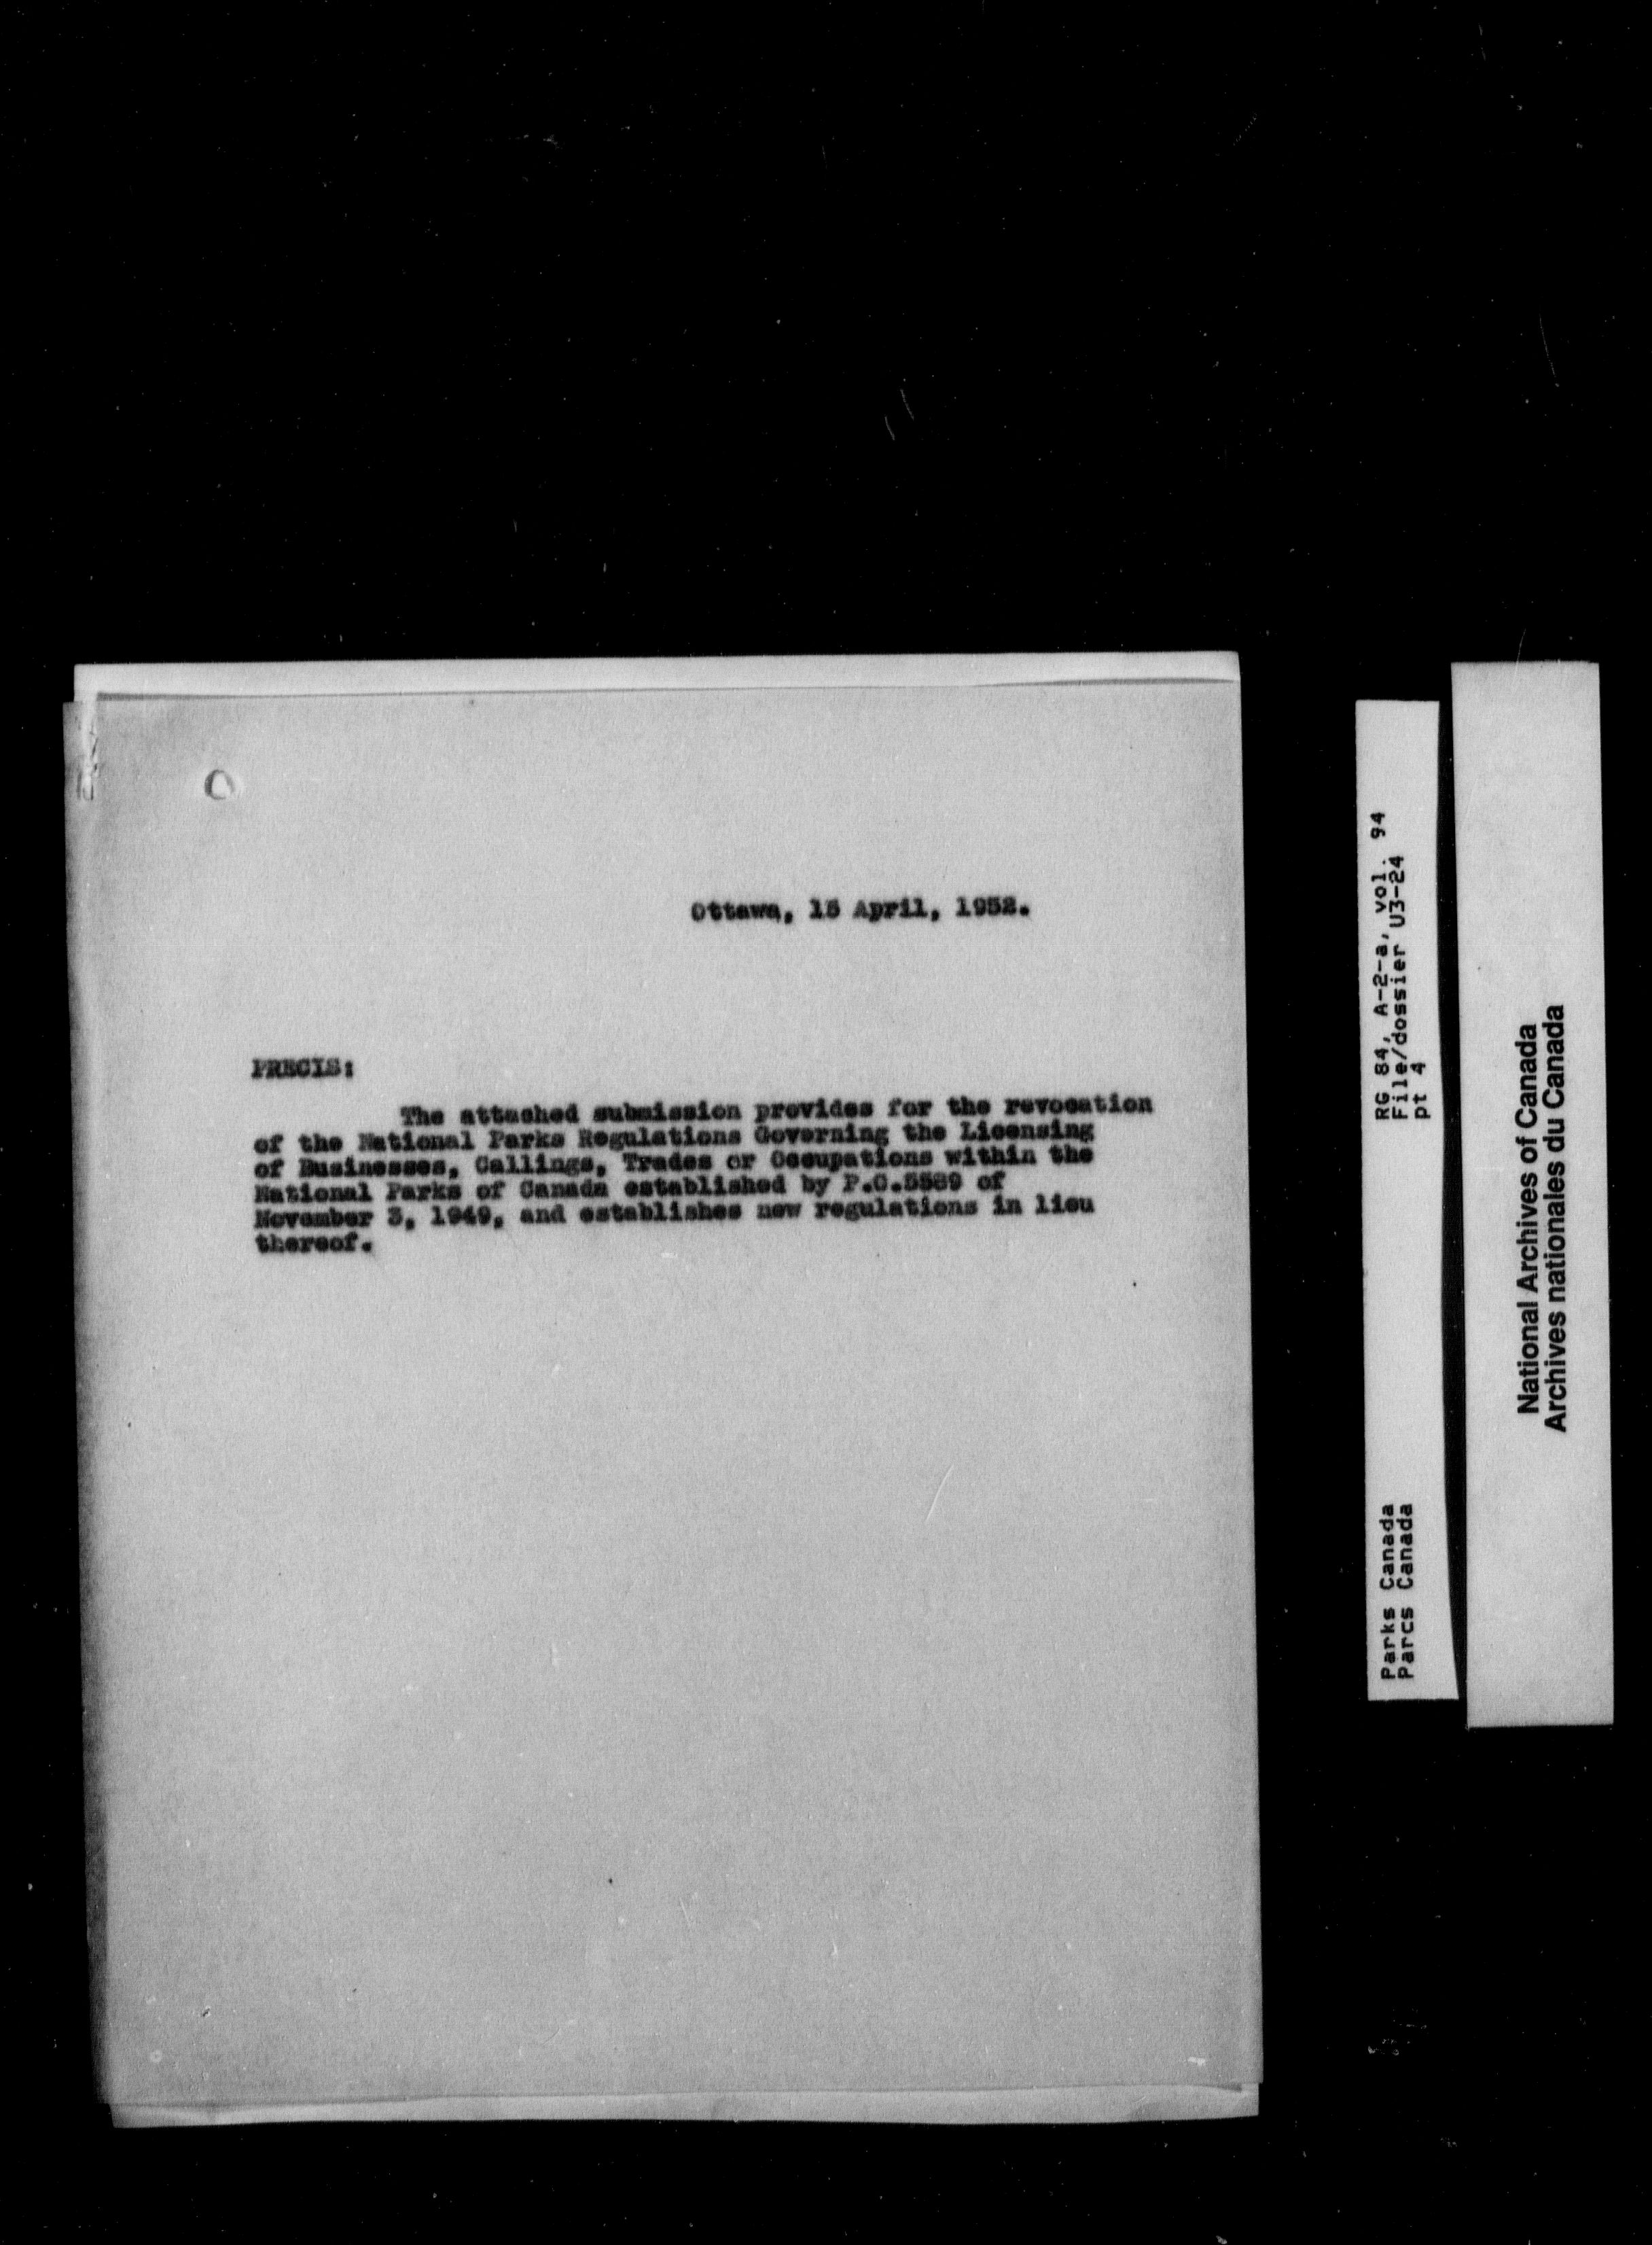 Ottawa, 15 April, 1952.
PRECIS:
The attached submission provides for the revocation
of the National Parks Regulations Governing the Licensing
of Businesses, Callings, Trades or Occupations within the
National Parks of Canada established by P.C.5589 of
November 3, 1949, and establishes new regulations in lieu
thereof.
RG 84, A-2-a, vol. 94
File/dossier U3-24
pt 4
Parks Canada
Parcs Canada
National Archives of Canada
Archives nationales du Canada